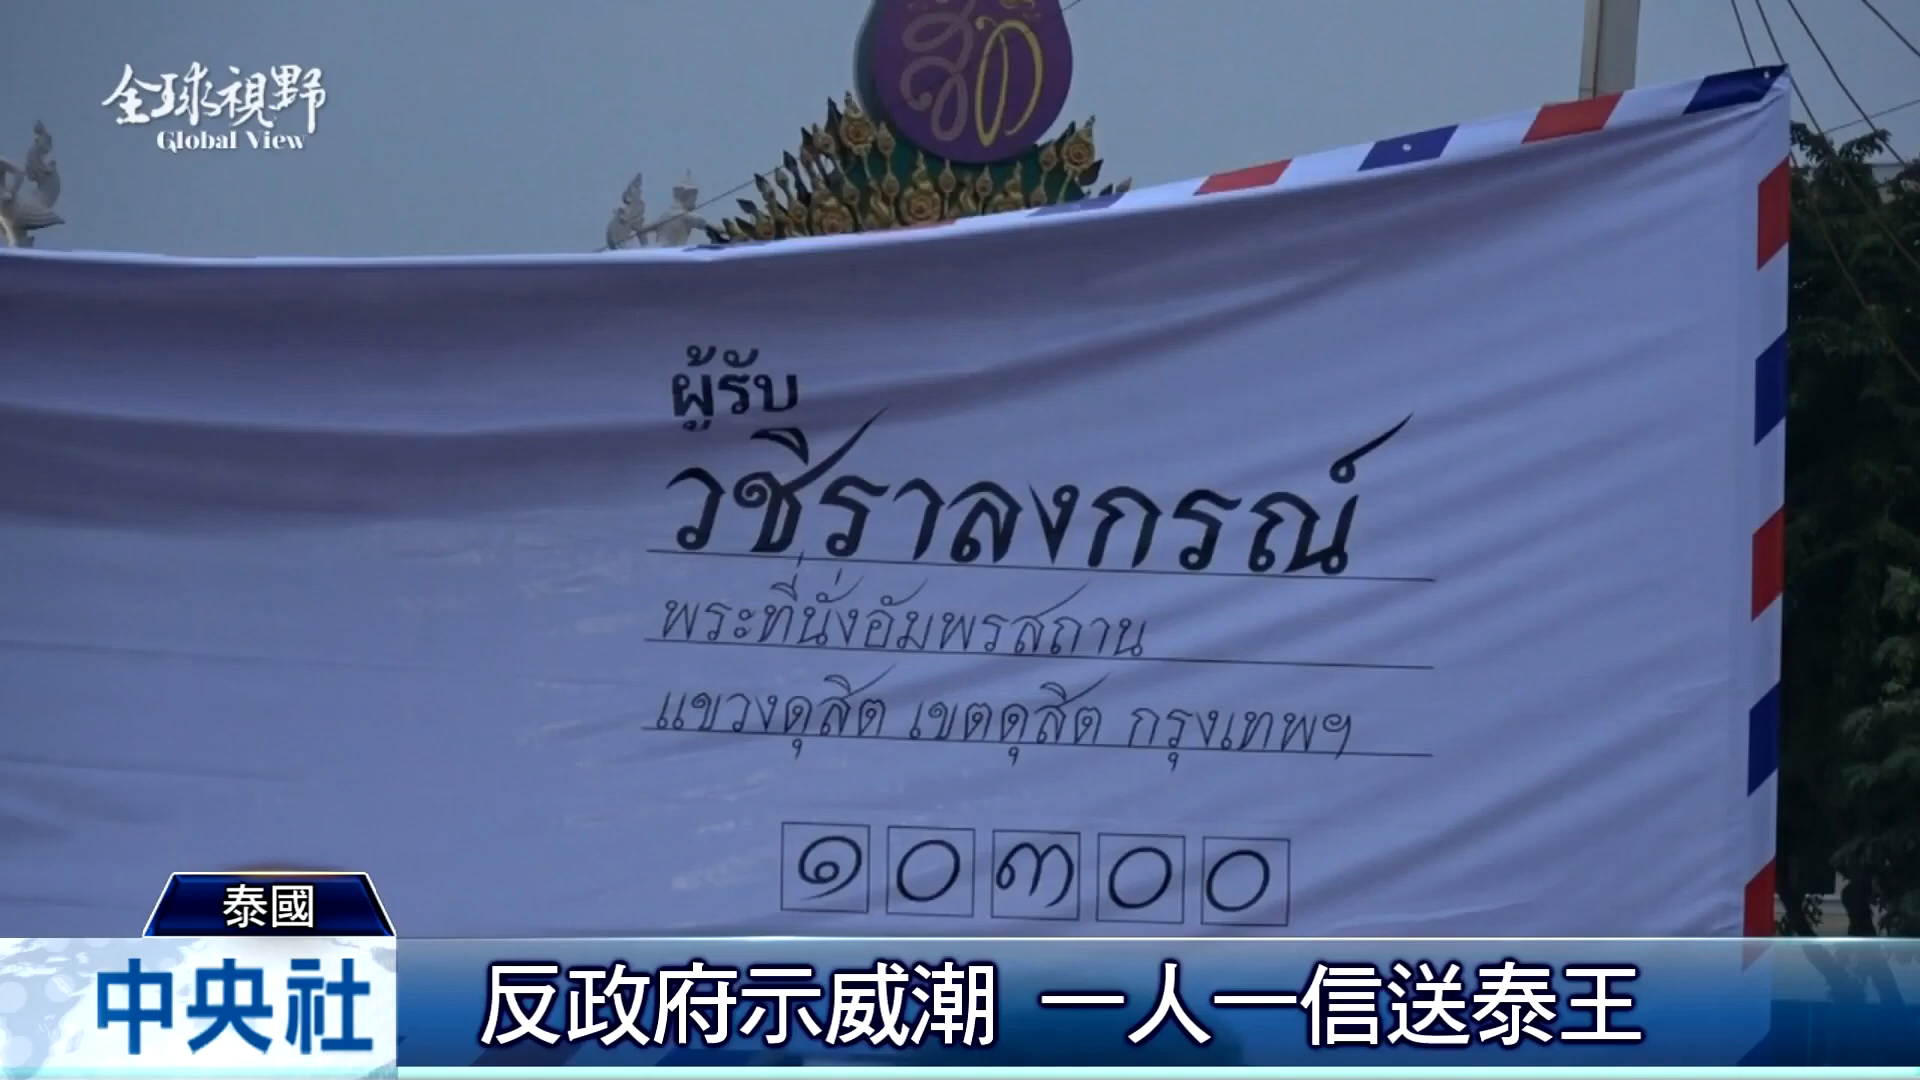 全球視野
Global View
ผู้รับ
วชิราลงกรณ์
พระที่นั่งอัมพรสถาน
แขวงดุสิต เขตดุสิต กรุงเทพฯ
๑๐๓๐๐
泰國
中央社
反政府示威潮 一人一信送泰王